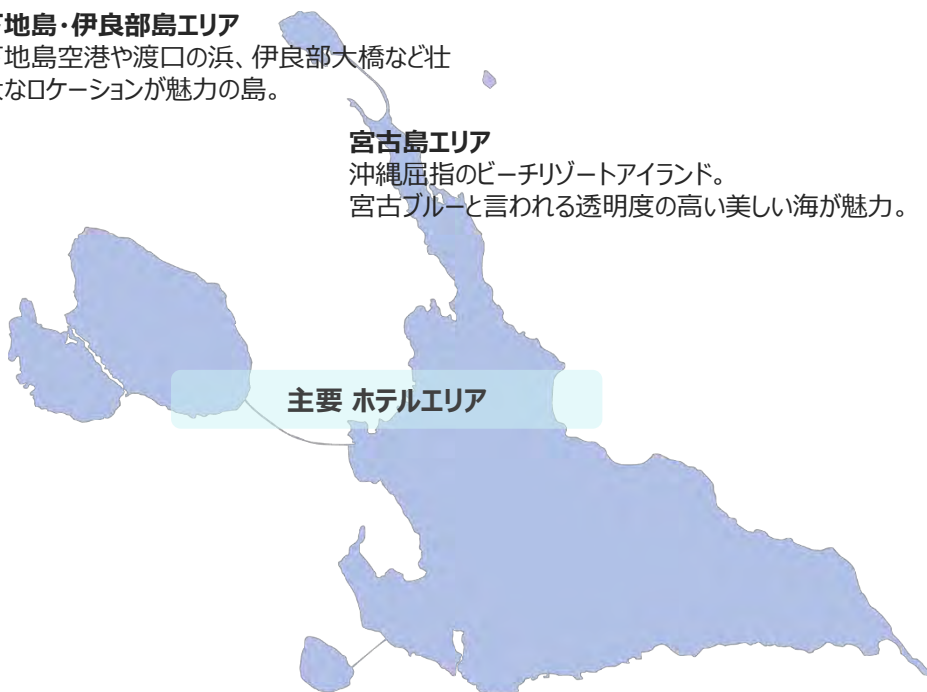 地島・伊良部島エリア
地島空港や渡口の浜、伊良部大橋など壮
なロケーションが魅力の島。
宮古島エリア
沖縄屈指のビーチリゾートアイランド。
宮古ブルーと言われる透明度の高い美しい海が魅力。
主要 ホテルエリア